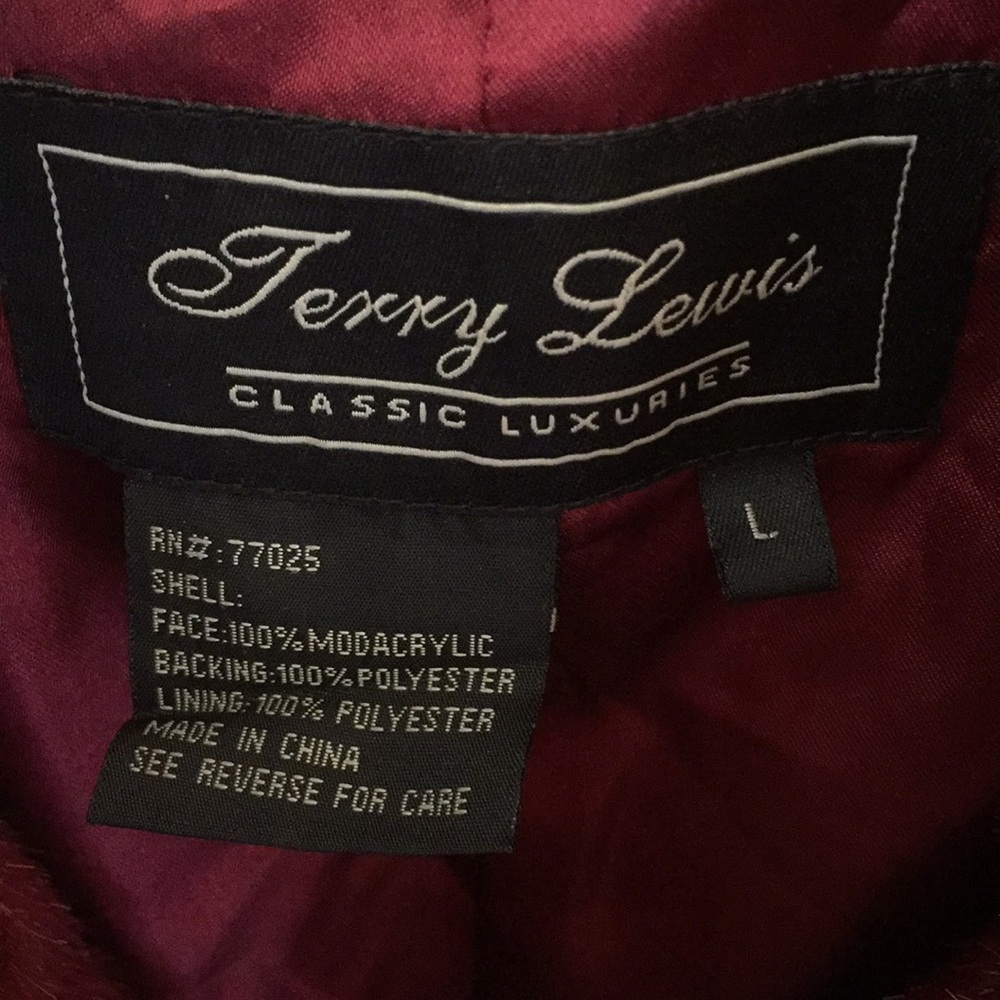 Terry Lewis
CLASSIC LUXURIES
L
RN#:77025
SHELL:
FACE:100%MODACRYLIC
BACKING:100%POLYESTER
LINING:100% POLYESTER
MADE IN CHINA
SEE REVERSE FOR CARE